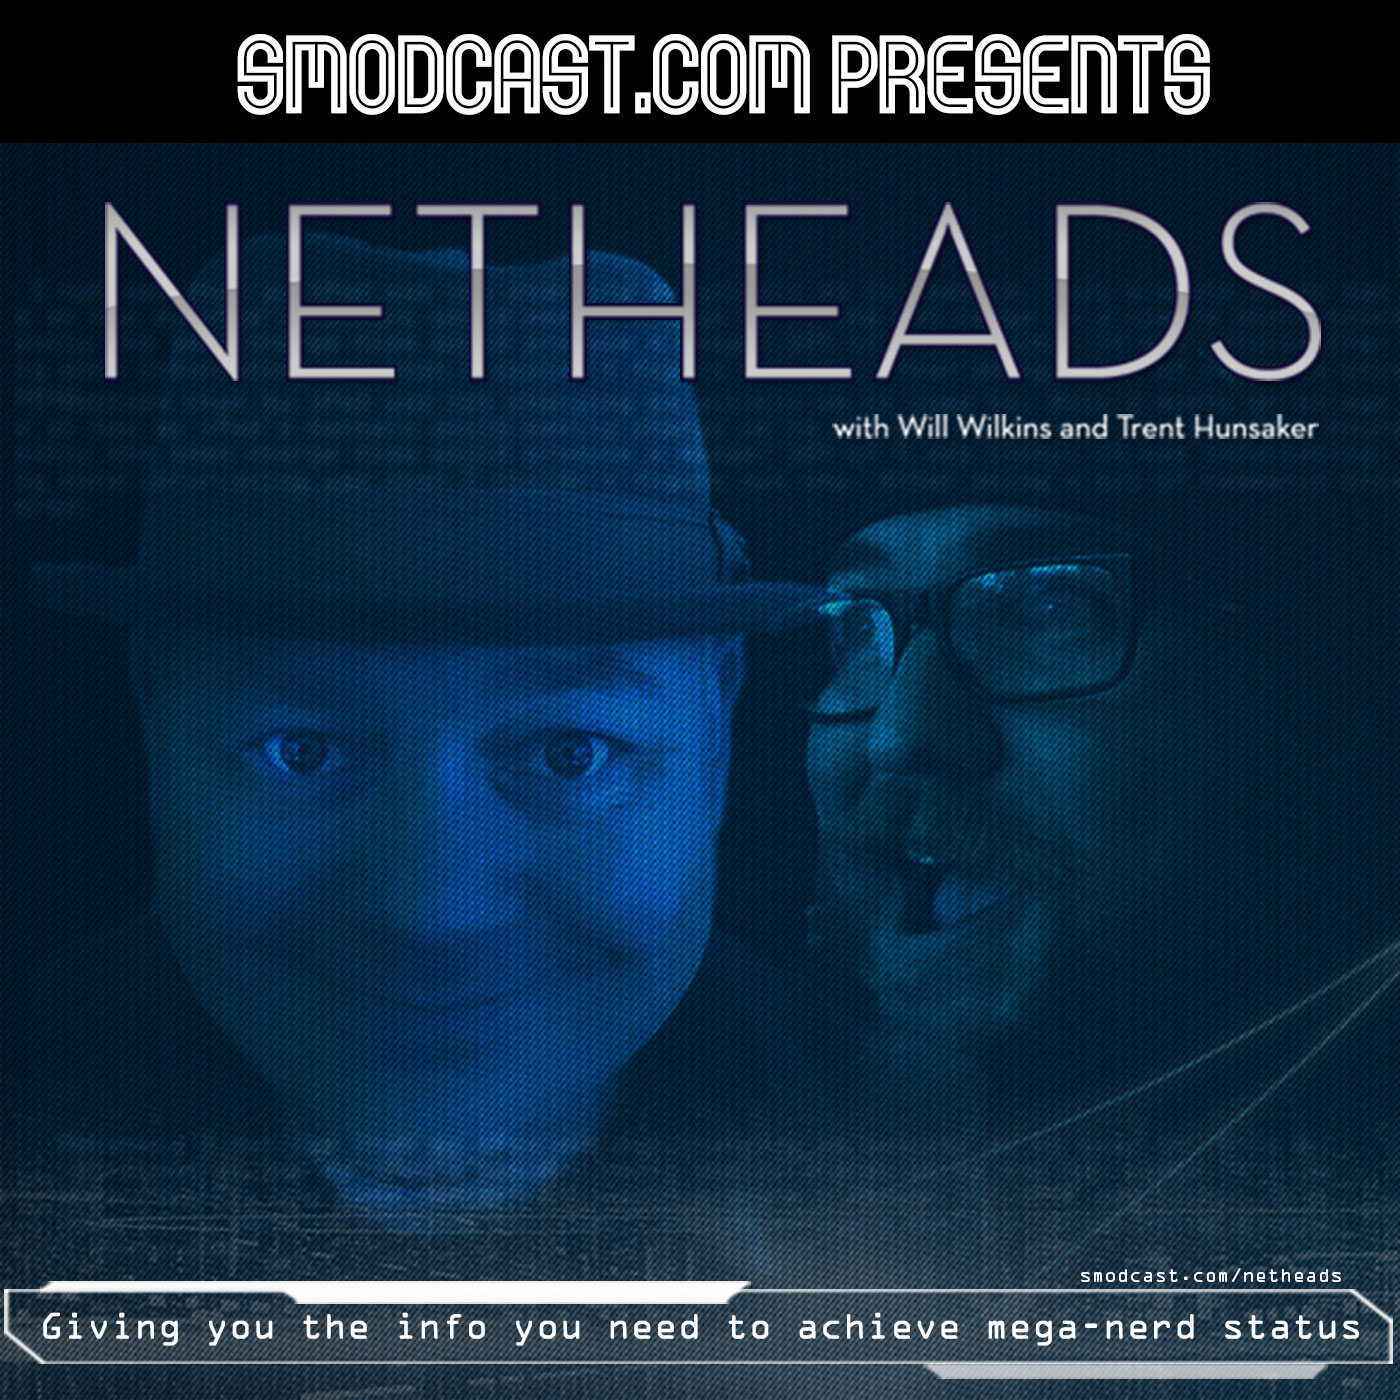 SMODCAST.COM PRESENTS
NETHEADS
with Will Wilkins and Trent Hunsaker
smodcast.com/netheads
Giving you the info you need to achieve mega-nerd status